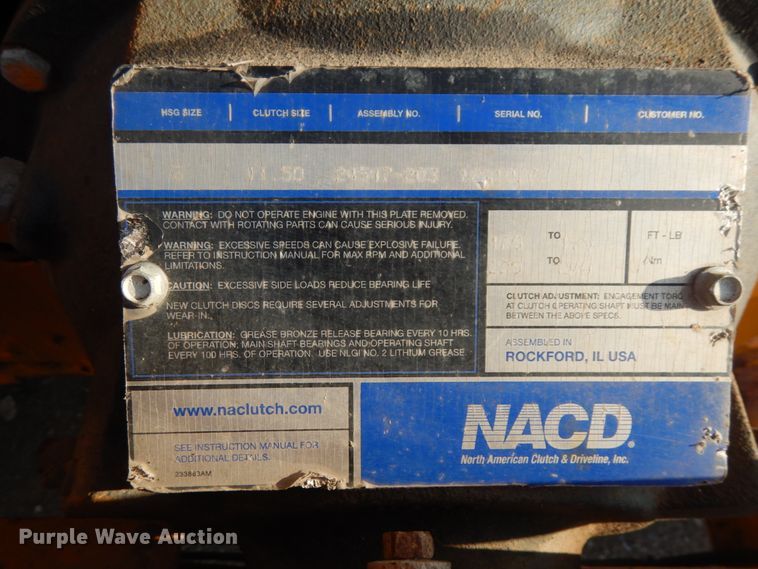 HSG SIZE CLUTCH SIZE ASSEMBLY NO. SERIAL NO. CUSTOMER NO.
11.50
WARNING: DO NOT OPERATE ENGINE WITH THIS PLATE REMOVED.
CONTACT WITH ROTATING PARTS CAN CAUSE SERIOUS INJURY.
WARNING: EXCESSIVE SPEEDS CAN CAUSE EXPLOSIVE FAILURE.
REFER TO INSTRUCTION MANUAL FOR MAX RPM AND ADDITIONAL
LIMITATIONS.
CAUTION: EXCESSIVE SIDE LOADS REDUCE BEARING LIFE
NEW CLUTCH DISCS REQUIRE SEVERAL ADJUSTMENTS FOR
WEAR-IN.
LUBRICATION: GREASE BRONZE RELEASE BEARING EVERY 10 HRS.
OF OPERATION; MAIN SHAFT BEARINGS AND OPERATING SHAFT
EVERY 100 HRS. OF OPERATION. USE NLGI NO. 2 LITHIUM GREASE.
TO FT - LB
TO Nm
CLUTCH ADJUSTMENT: ENGAGEMENT TORQ
AT CLUTCH OPERATING SHAFT MUST BE MAIN
BETWEEN THE ABOVE SPECS.
ASSEMBLED IN
ROCKFORD, IL USA
www.naclutch.com
SEE INSTRUCTION MANUAL FOR
ADDITIONAL DETAILS.
233863AM
NACD®
North American Clutch & Driveline, Inc.
Purple Wave Auction